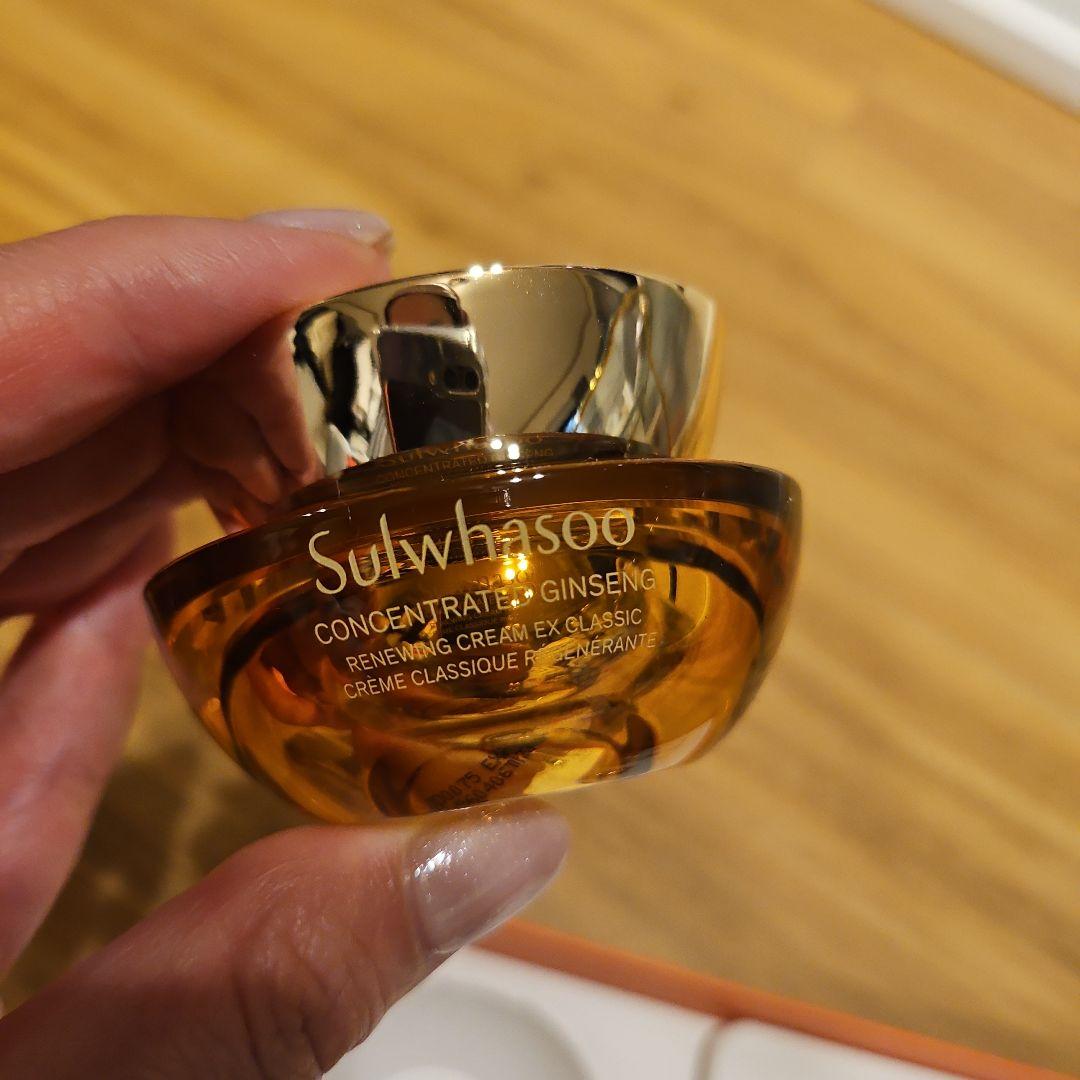 Sulwhasoo
CONCENTRATED GINSENG
RENEWING CREAM EX CLASSIC
CRÈME CLASSIQUE RÉGÉNÉRANTE